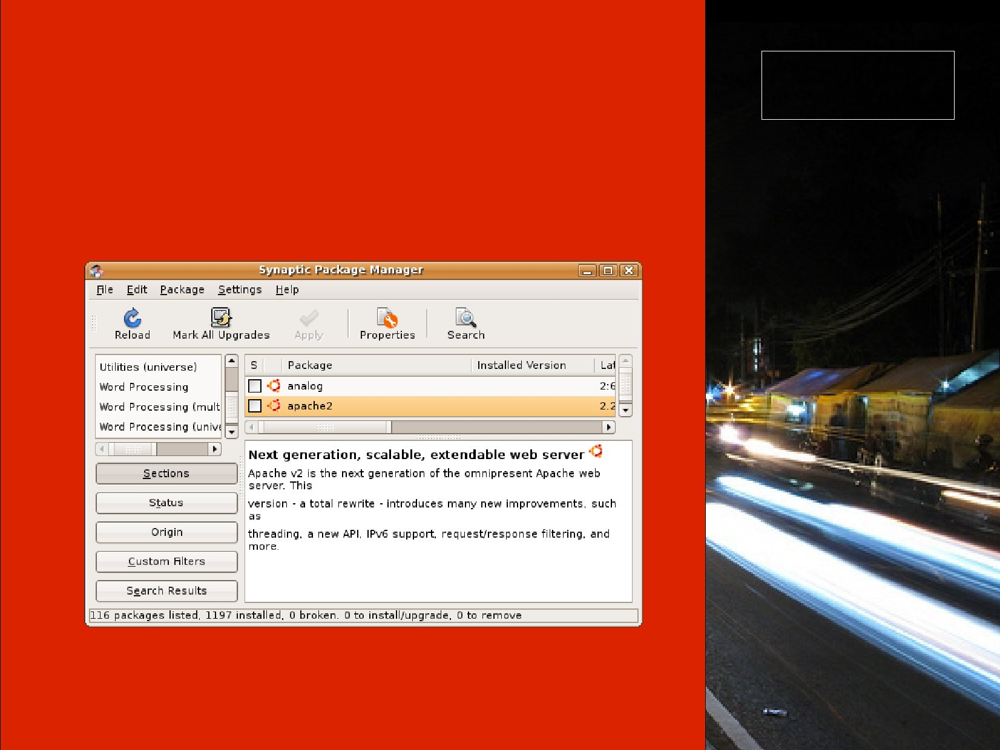 Synaptic Package Manager
File Edit Package Settings Help
Reload Mark All Upgrades Apply Properties Search
Utilities (universe)
Word Processing
Word Processing (mult
Word Processing (unive
S Package Installed Version Lat
analog 2:6
apache2 2.2
Next generation, scalable, extendable web server
Apache v2 is the next generation of the omnipresent Apache web
server. This
version - a total rewrite - introduces many new improvements, such
as
threading, a new API, IPv6 support, request/response filtering, and
more.
Sections
Status
Origin
Custom Filters
Search Results
116 packages listed, 1197 installed, 0 broken. 0 to install/upgrade, 0 to remove